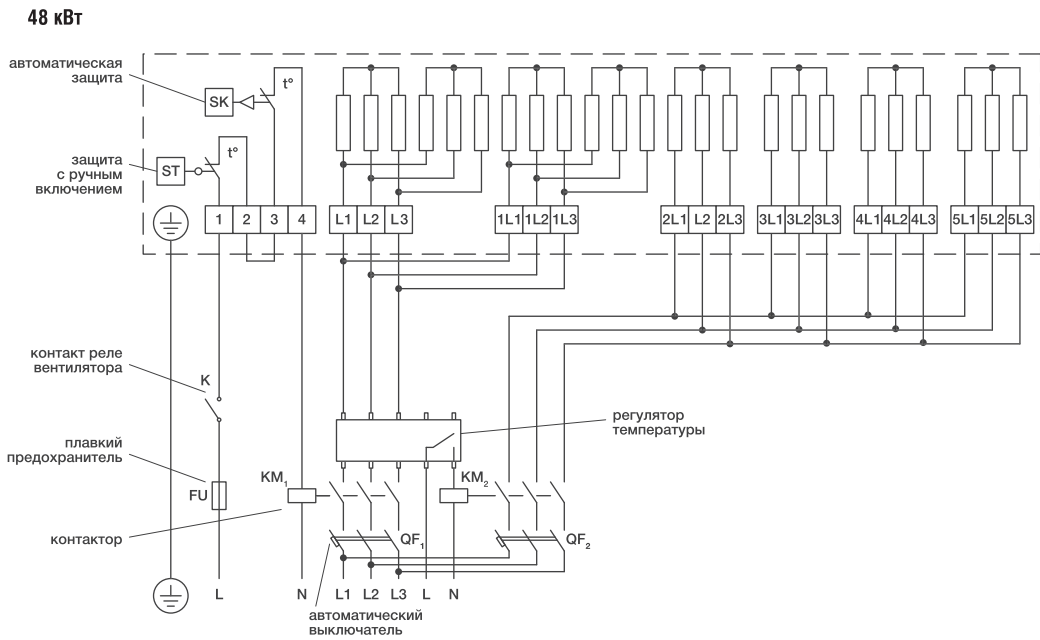 48 кВт
автоматическая
защита
SK
t°
защита
с ручным
включением
ST
t°
1 2 3 4
L1 L2 L3
1L1 1L2 1L3
2L1 L2 2L3
3L1 3L2 3L3
4L1 4L2 4L3
5L1 5L2 5L3
контакт реле
вентилятора
K
регулятор
температуры
плавкий
предохранитель
FU
KM1
KM2
контактор
QF1
QF2
L N L1 L2 L3 L N
автоматический
выключатель